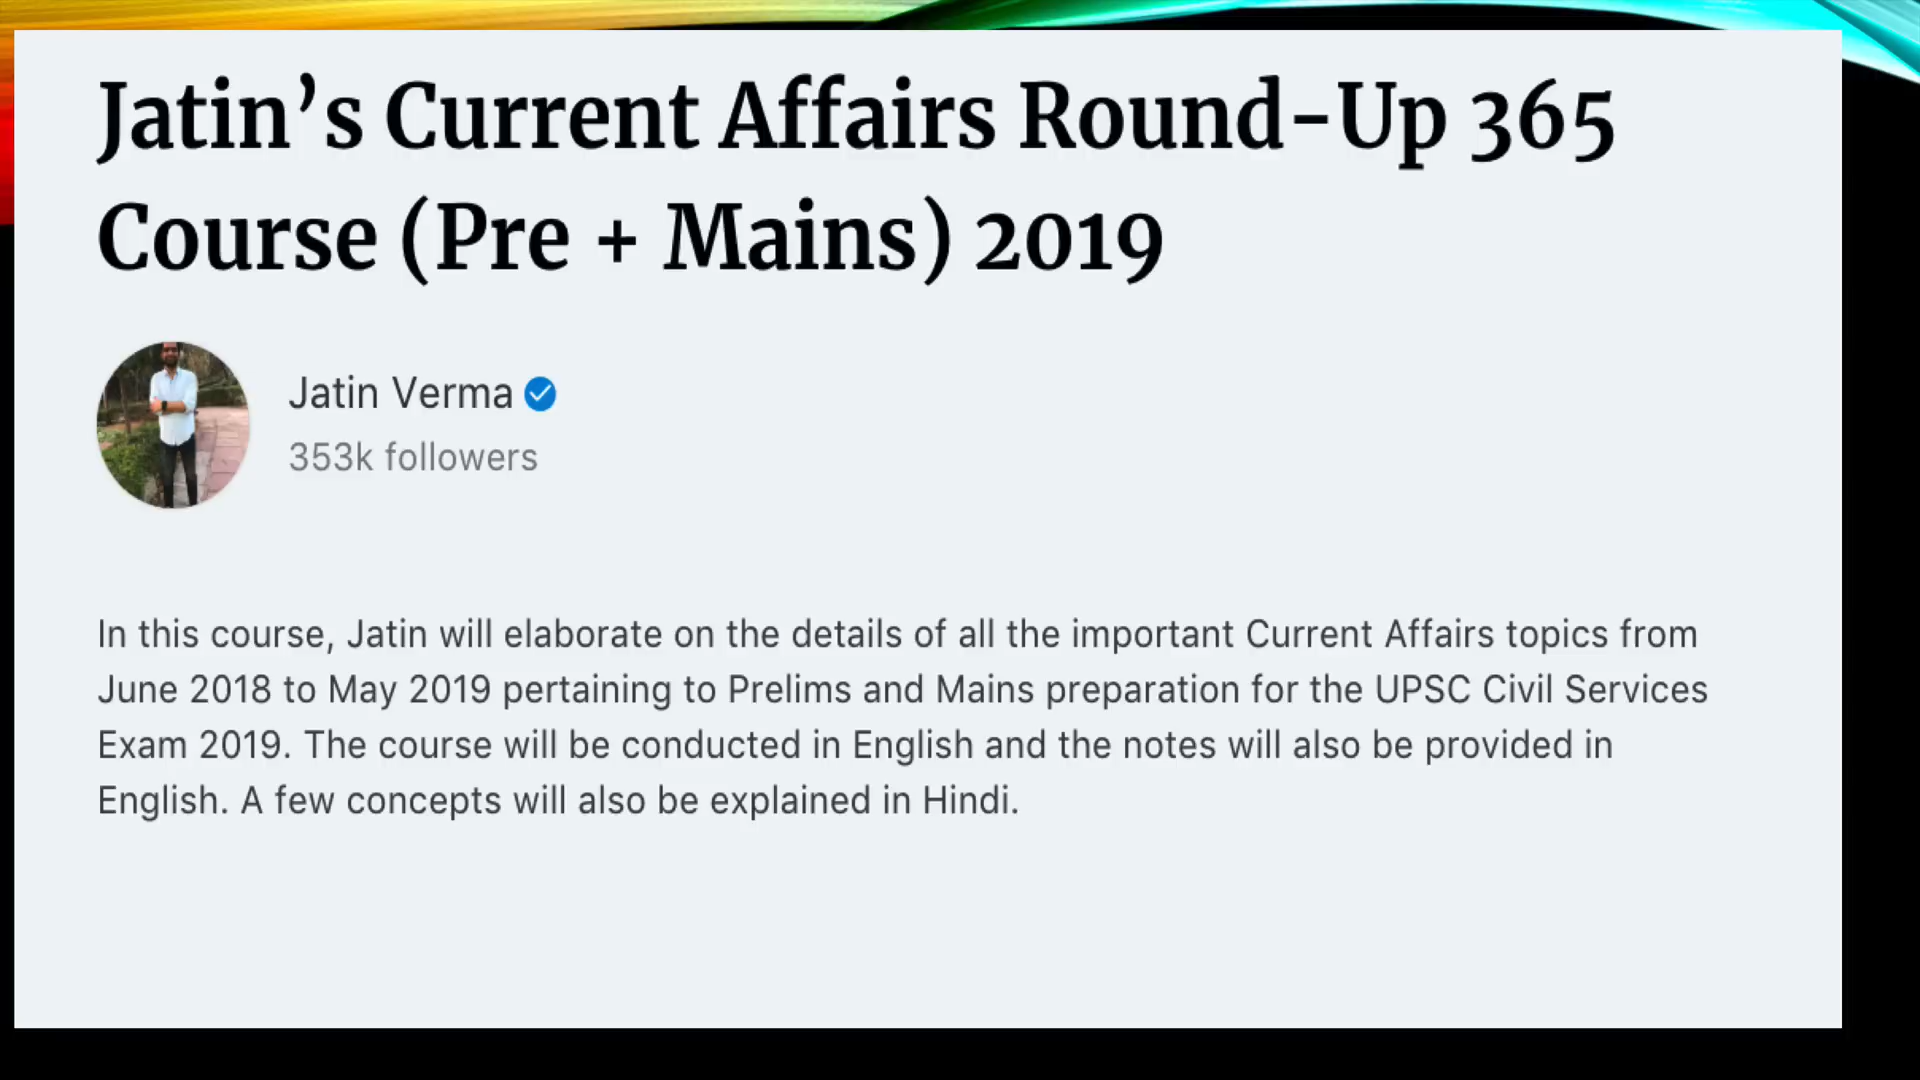 Jatin’s Current Affairs Round-Up 365
Course (Pre + Mains) 2019
Jatin Verma
353k followers
In this course, Jatin will elaborate on the details of all the important Current Affairs topics from
June 2018 to May 2019 pertaining to Prelims and Mains preparation for the UPSC Civil Services
Exam 2019. The course will be conducted in English and the notes will also be provided in
English. A few concepts will also be explained in Hindi.